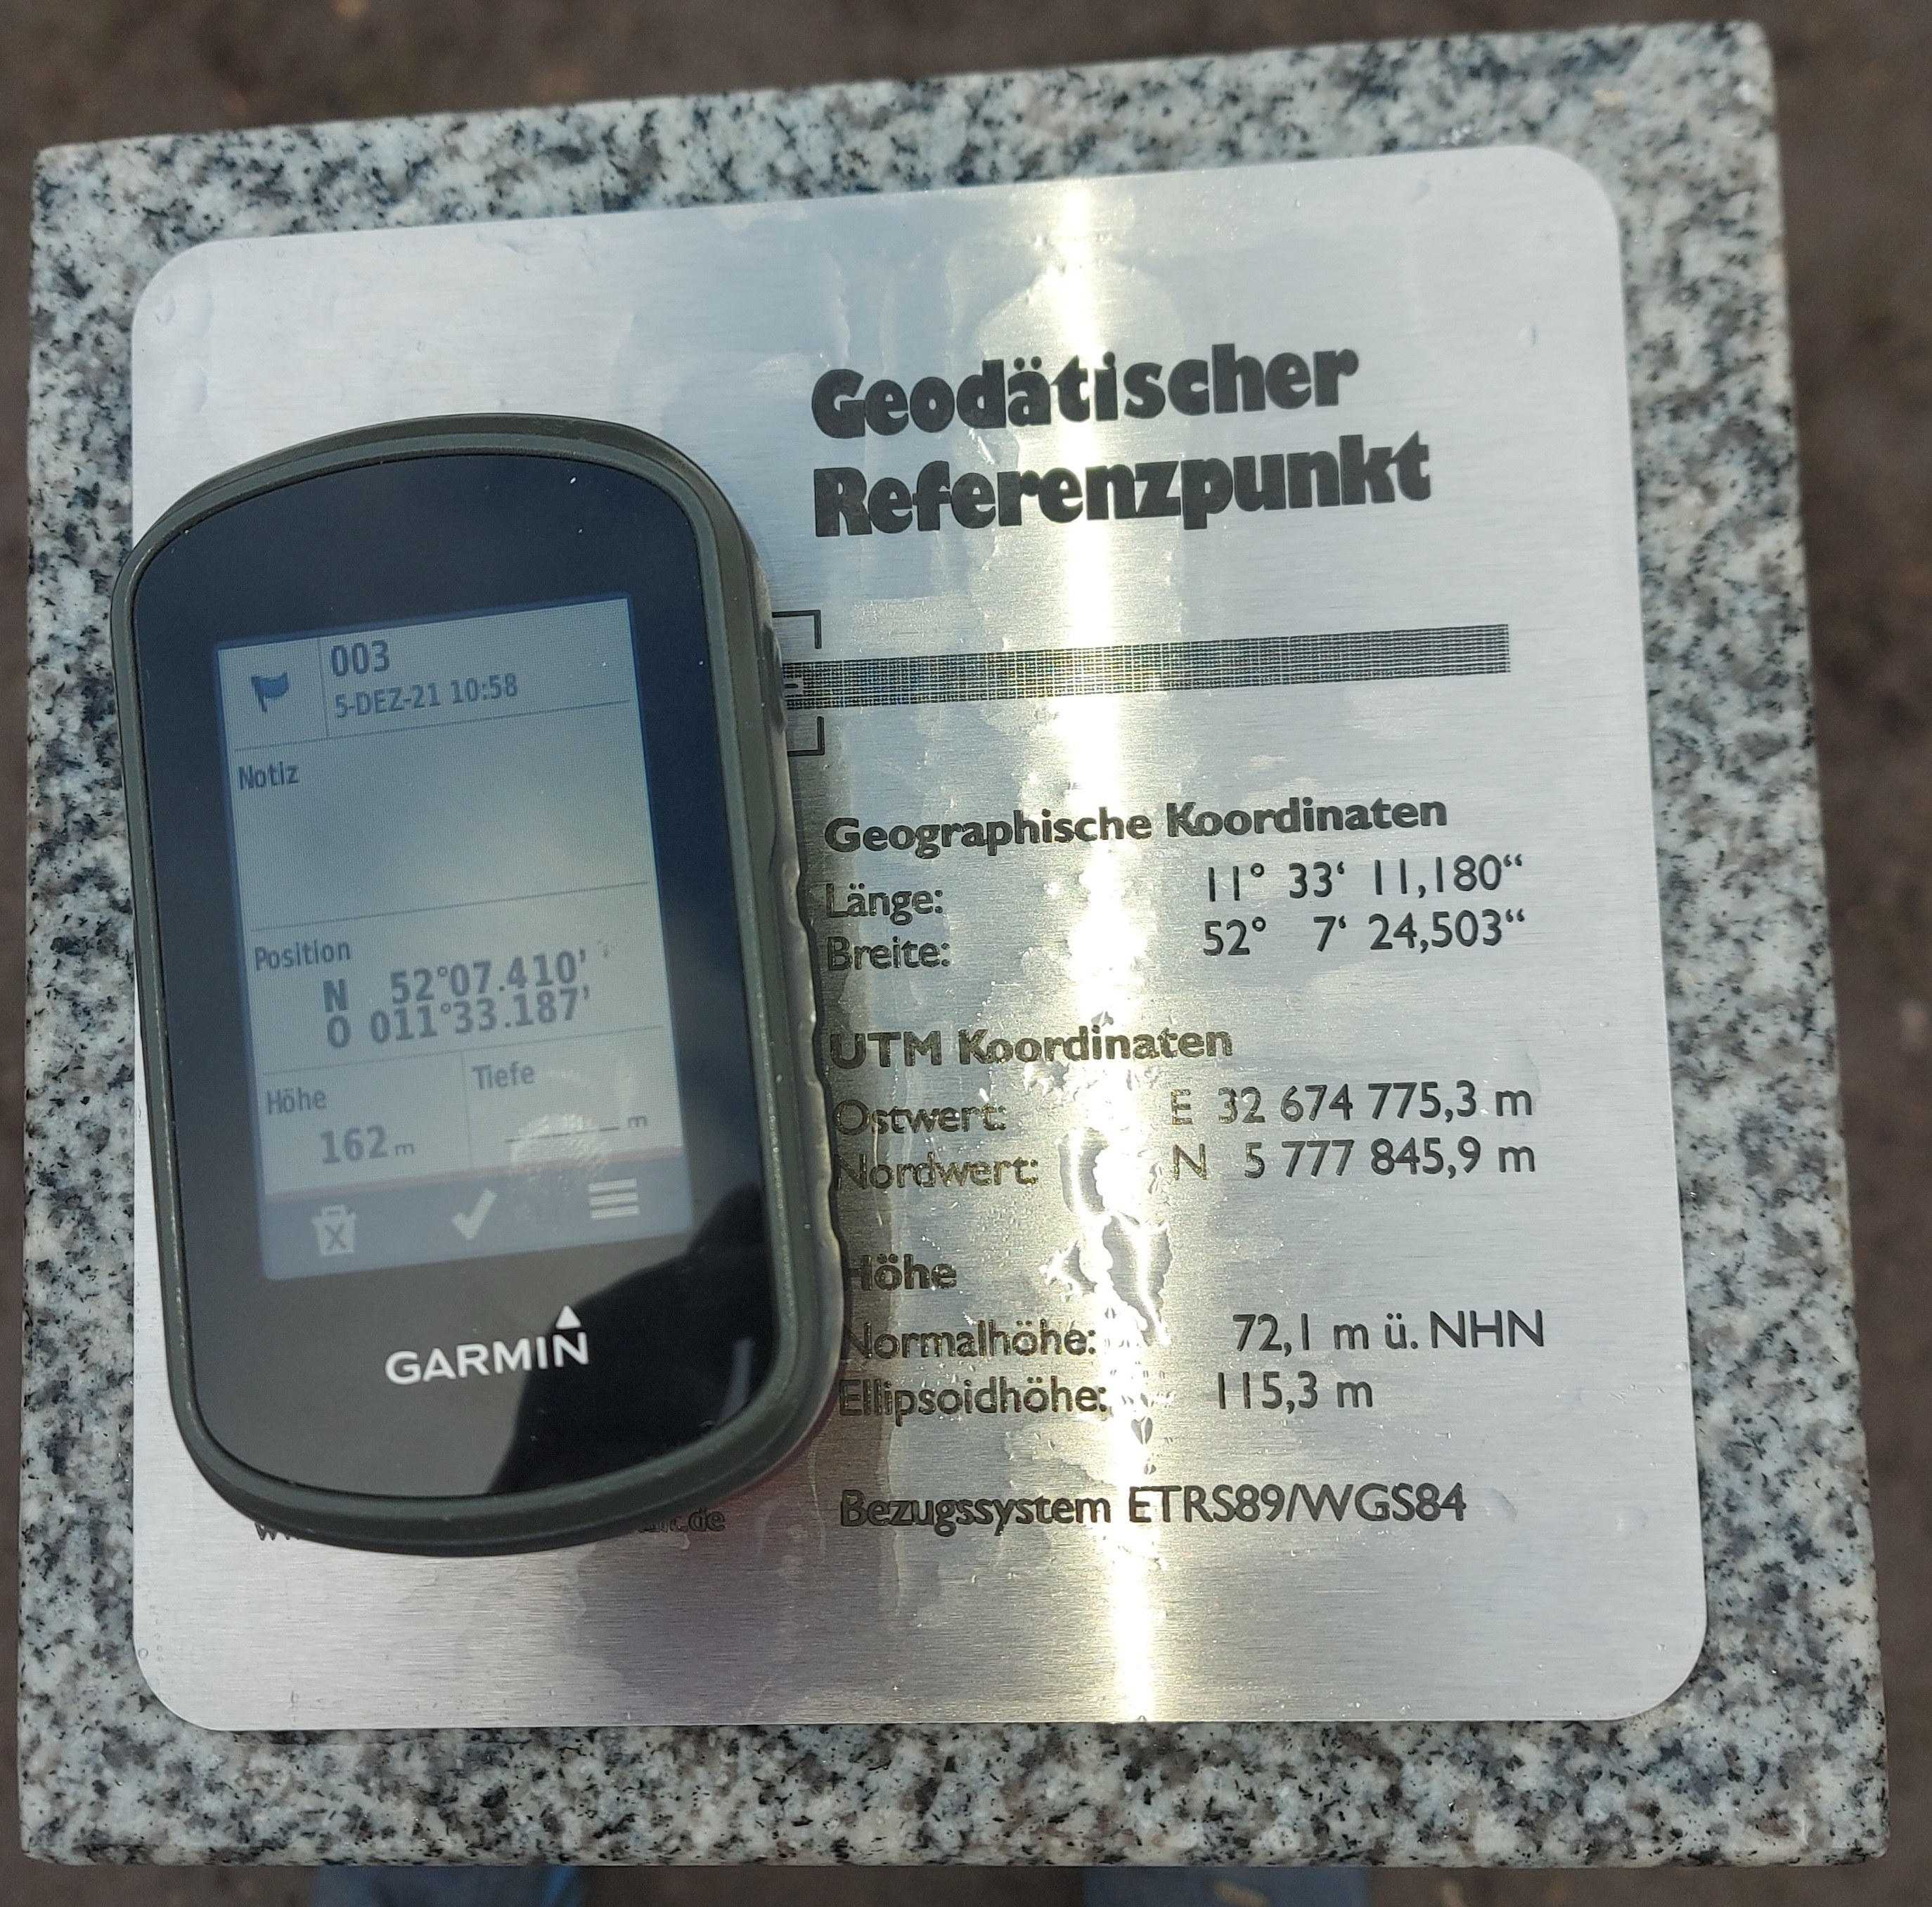 Geodätischer
Referenzpunkt
003
5-DEZ-21 10:58
Notiz
Position
N 52°07.410'
O 011°33.187'
Höhe
Tiefe
162 m
m
GARMIN
Geographische Koordinaten
Länge: 11° 33‘ 11,180“
Breite: 52° 7‘ 24,503“
UTM Koordinaten
Ostwert: E 32 674 775,3 m
Nordwert: N 5 777 845,9 m
Höhe
Normalhöhe: 72,1 m ü. NHN
Ellipsoidhöhe: 115,3 m
Bezugssystem ETRS89/WGS84